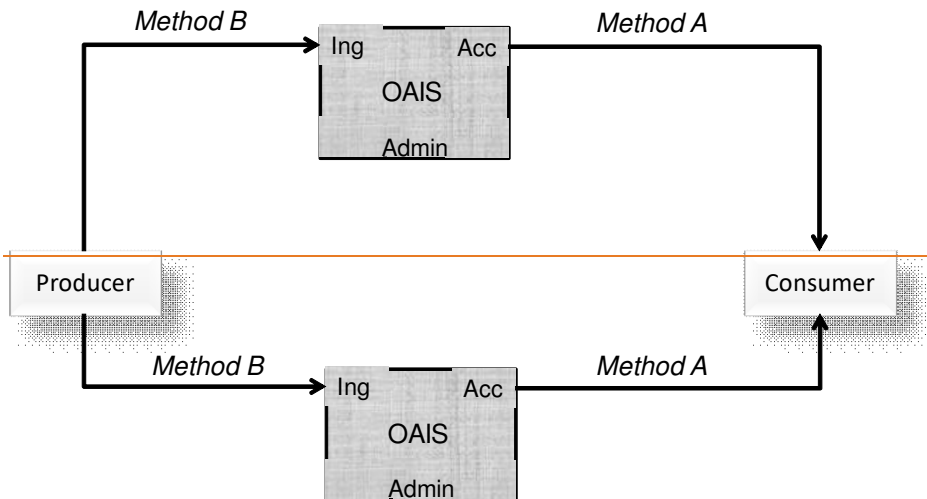 Method B
Method A
Ing Acc
OAIS
Admin
Producer
Consumer
Method B
Method A
Ing Acc
OAIS
Admin